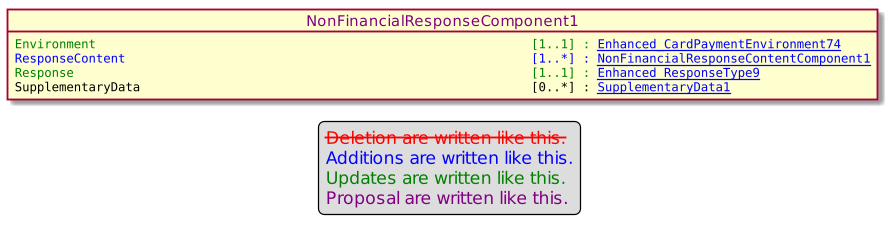 NonFinancialResponseComponent1
Environment [1..1] : Enhanced CardPaymentEnvironment74
ResponseContent [1..*] : NonFinancialResponseContentComponent1
Response [1..1] : Enhanced ResponseType9
SupplementaryData [0..*] : SupplementaryData1
Deletion are written like this.
Additions are written like this.
Updates are written like this.
Proposal are written like this.